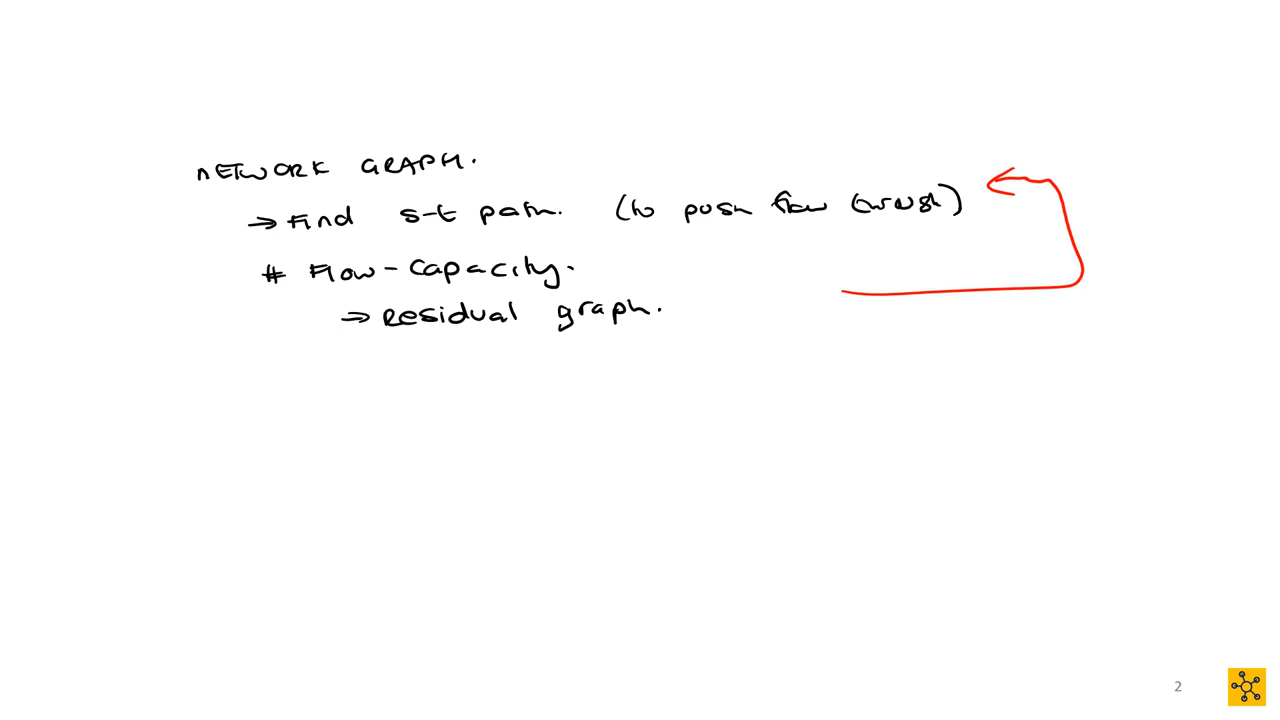 NETWORK GRAPH.
→ Find s-t path. (to push flow through)
# Flow - Capacity.
⇒ Residual graph.
2